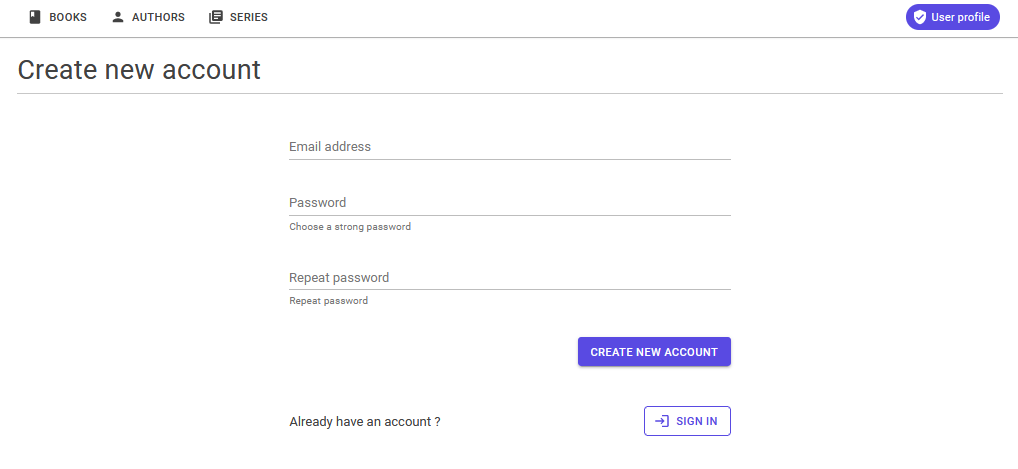 BOOKS AUTHORS SERIES User profile
Create new account
Email address
Password
Choose a strong password
Repeat password
Repeat password
CREATE NEW ACCOUNT
Already have an account ? SIGN IN